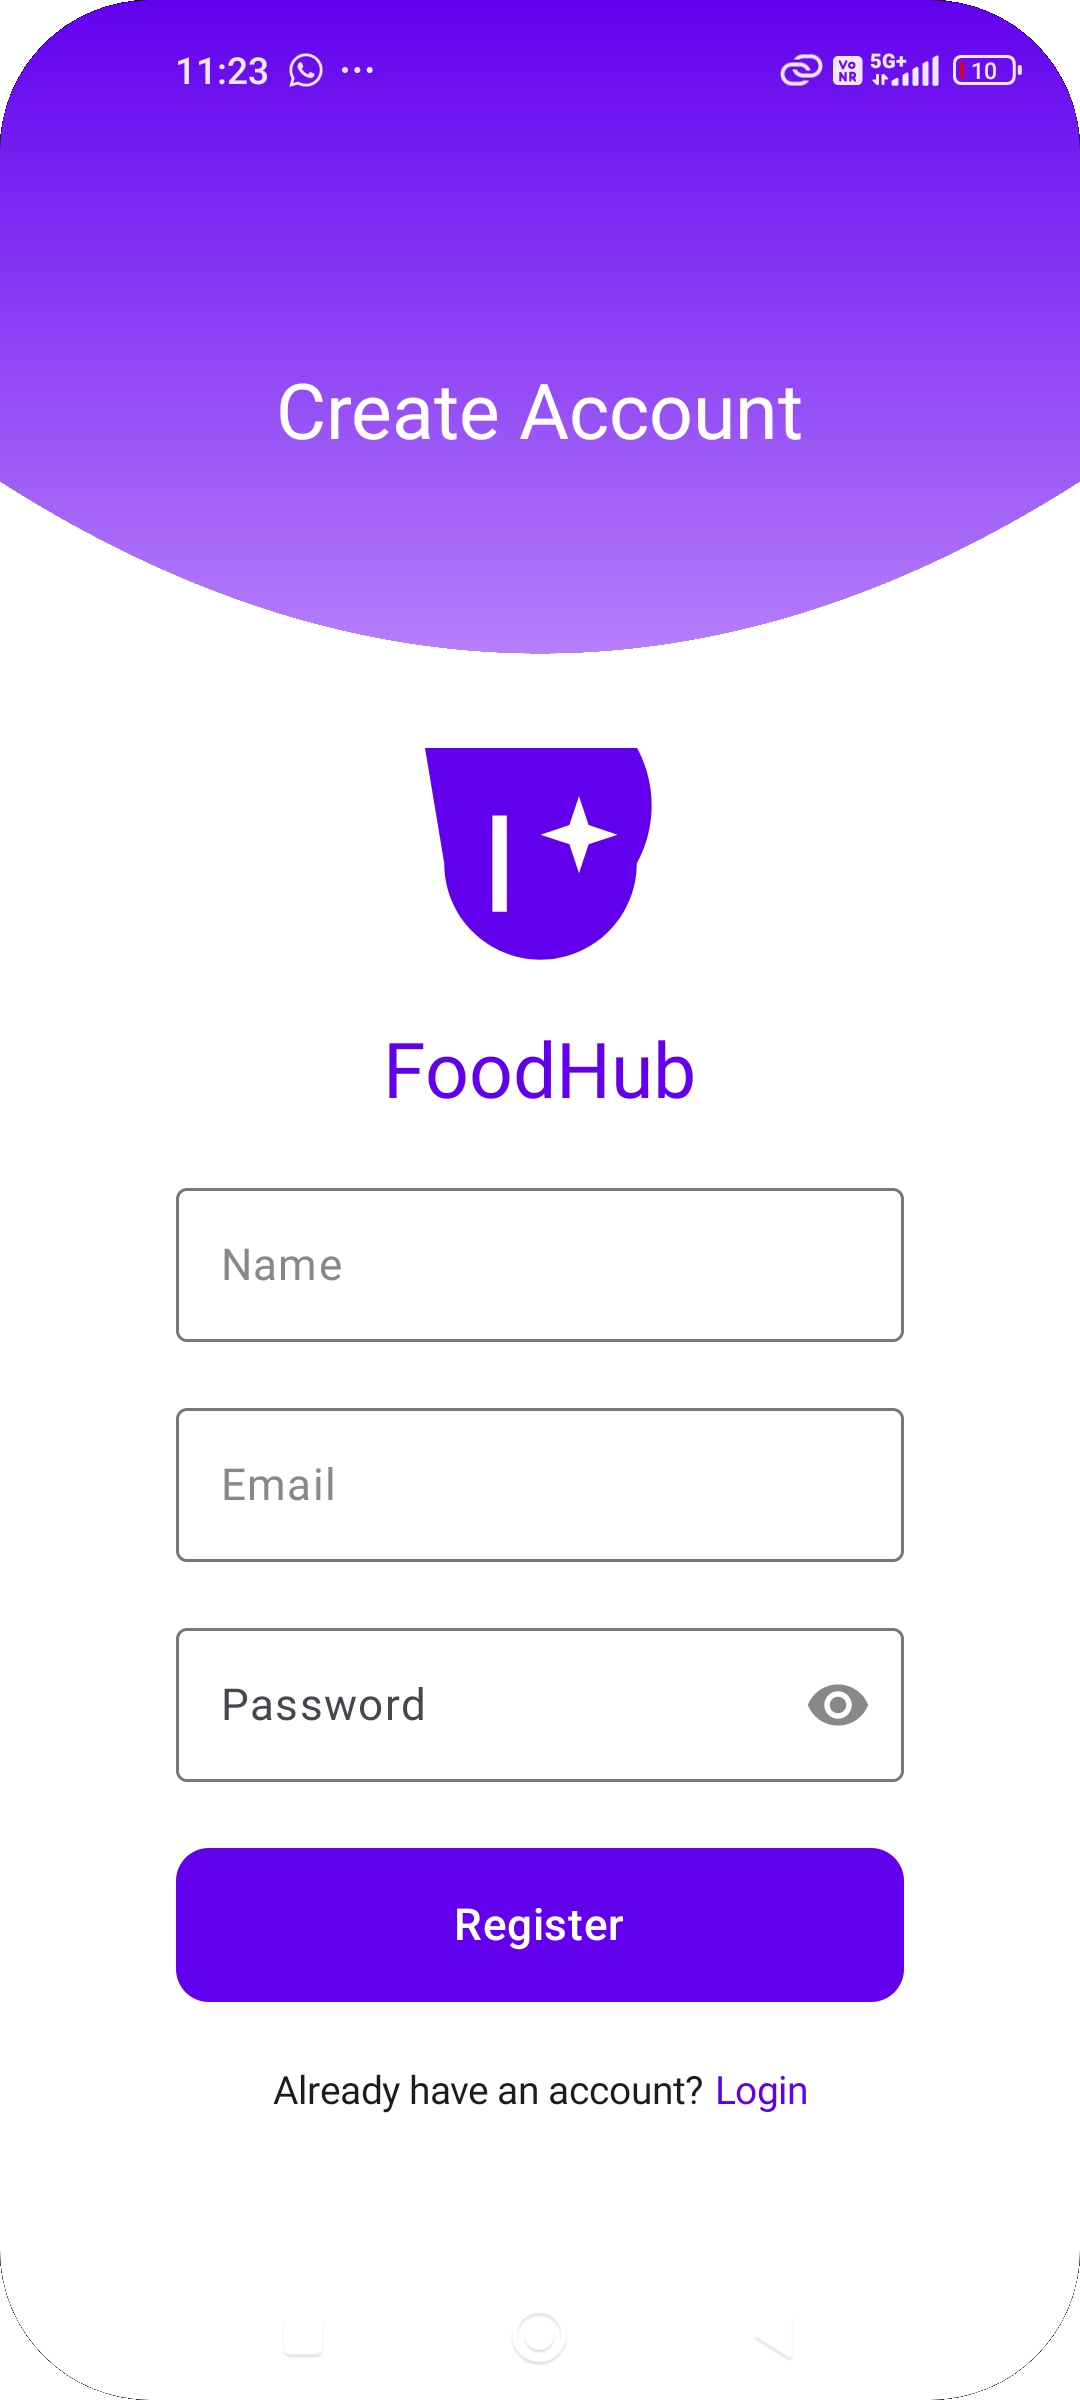 11:23
Vo NR 5G+ 10
Create Account
FoodHub
Name
Email
Password
Register
Already have an account? Login